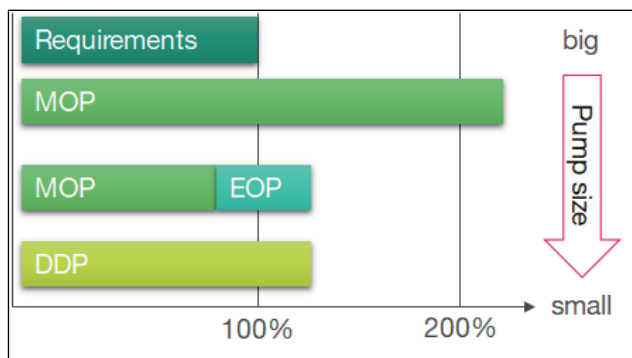 Requirements
big
MOP
Pump size
MOP EOP
DDP
small
100% 200%